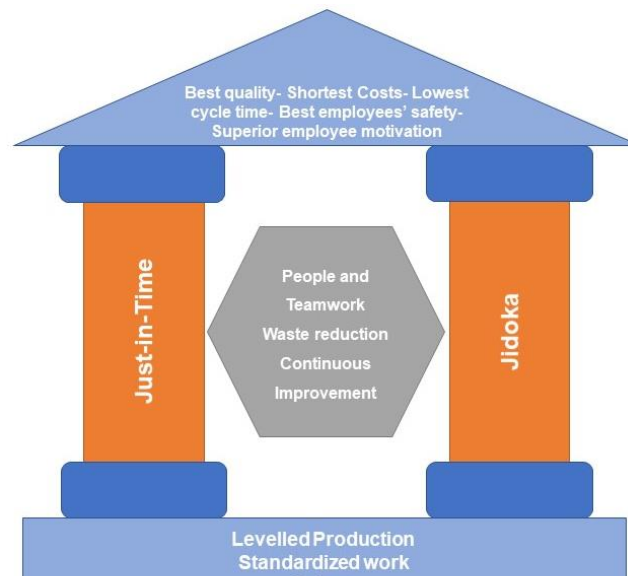 Best quality- Shortest Costs- Lowest
cycle time- Best employees' safety-
Superior employee motivation
Just-in-Time
People and
Teamwork
Waste reduction
Continuous
Improvement
Jidoka
Levelled Production
Standardized work